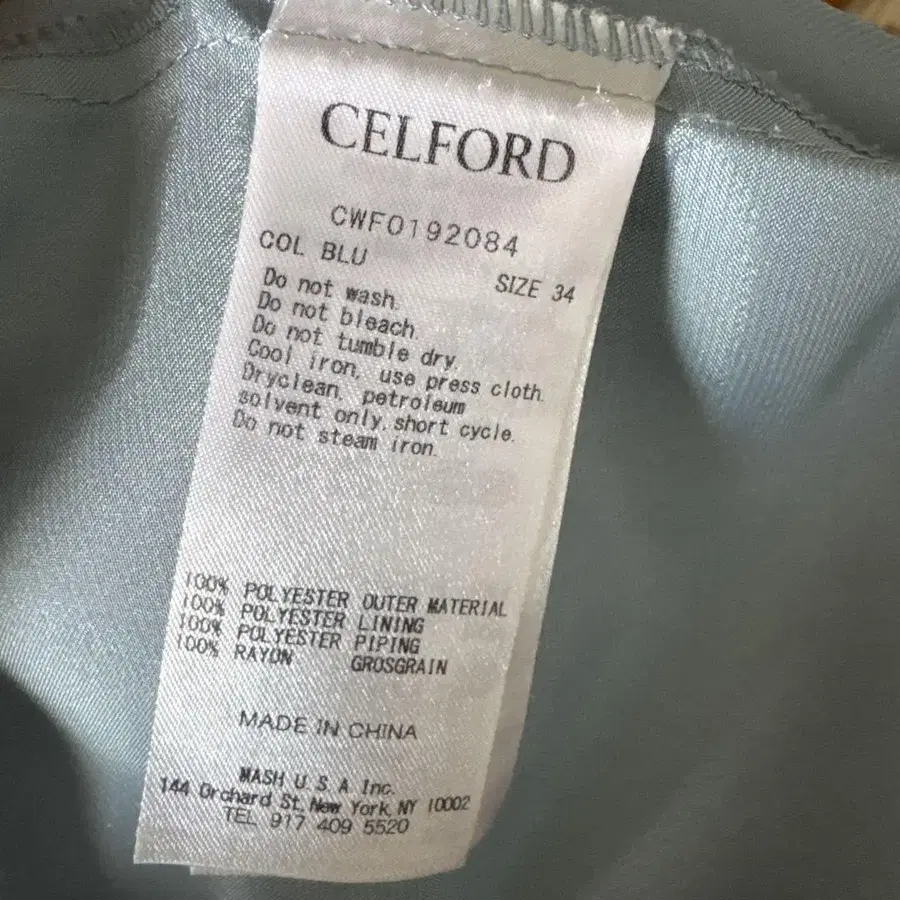 CELFORD
CWFO192084
COL BLU
SIZE 34
Do not wash.
Do not bleach.
Do not tumble dry.
Cool iron, use press cloth.
Dryclean, petroleum
solvent only. short cycle.
Do not steam iron.
100% POLYESTER OUTER MATERIAL
100% POLYESTER LINING
100% POLYESTER PIPING
100% RAYON GROSGRAIN
MADE IN CHINA
MASH U.S A Inc.
144 Orchard St. New York, NY 10002
TEL 917 409 5520